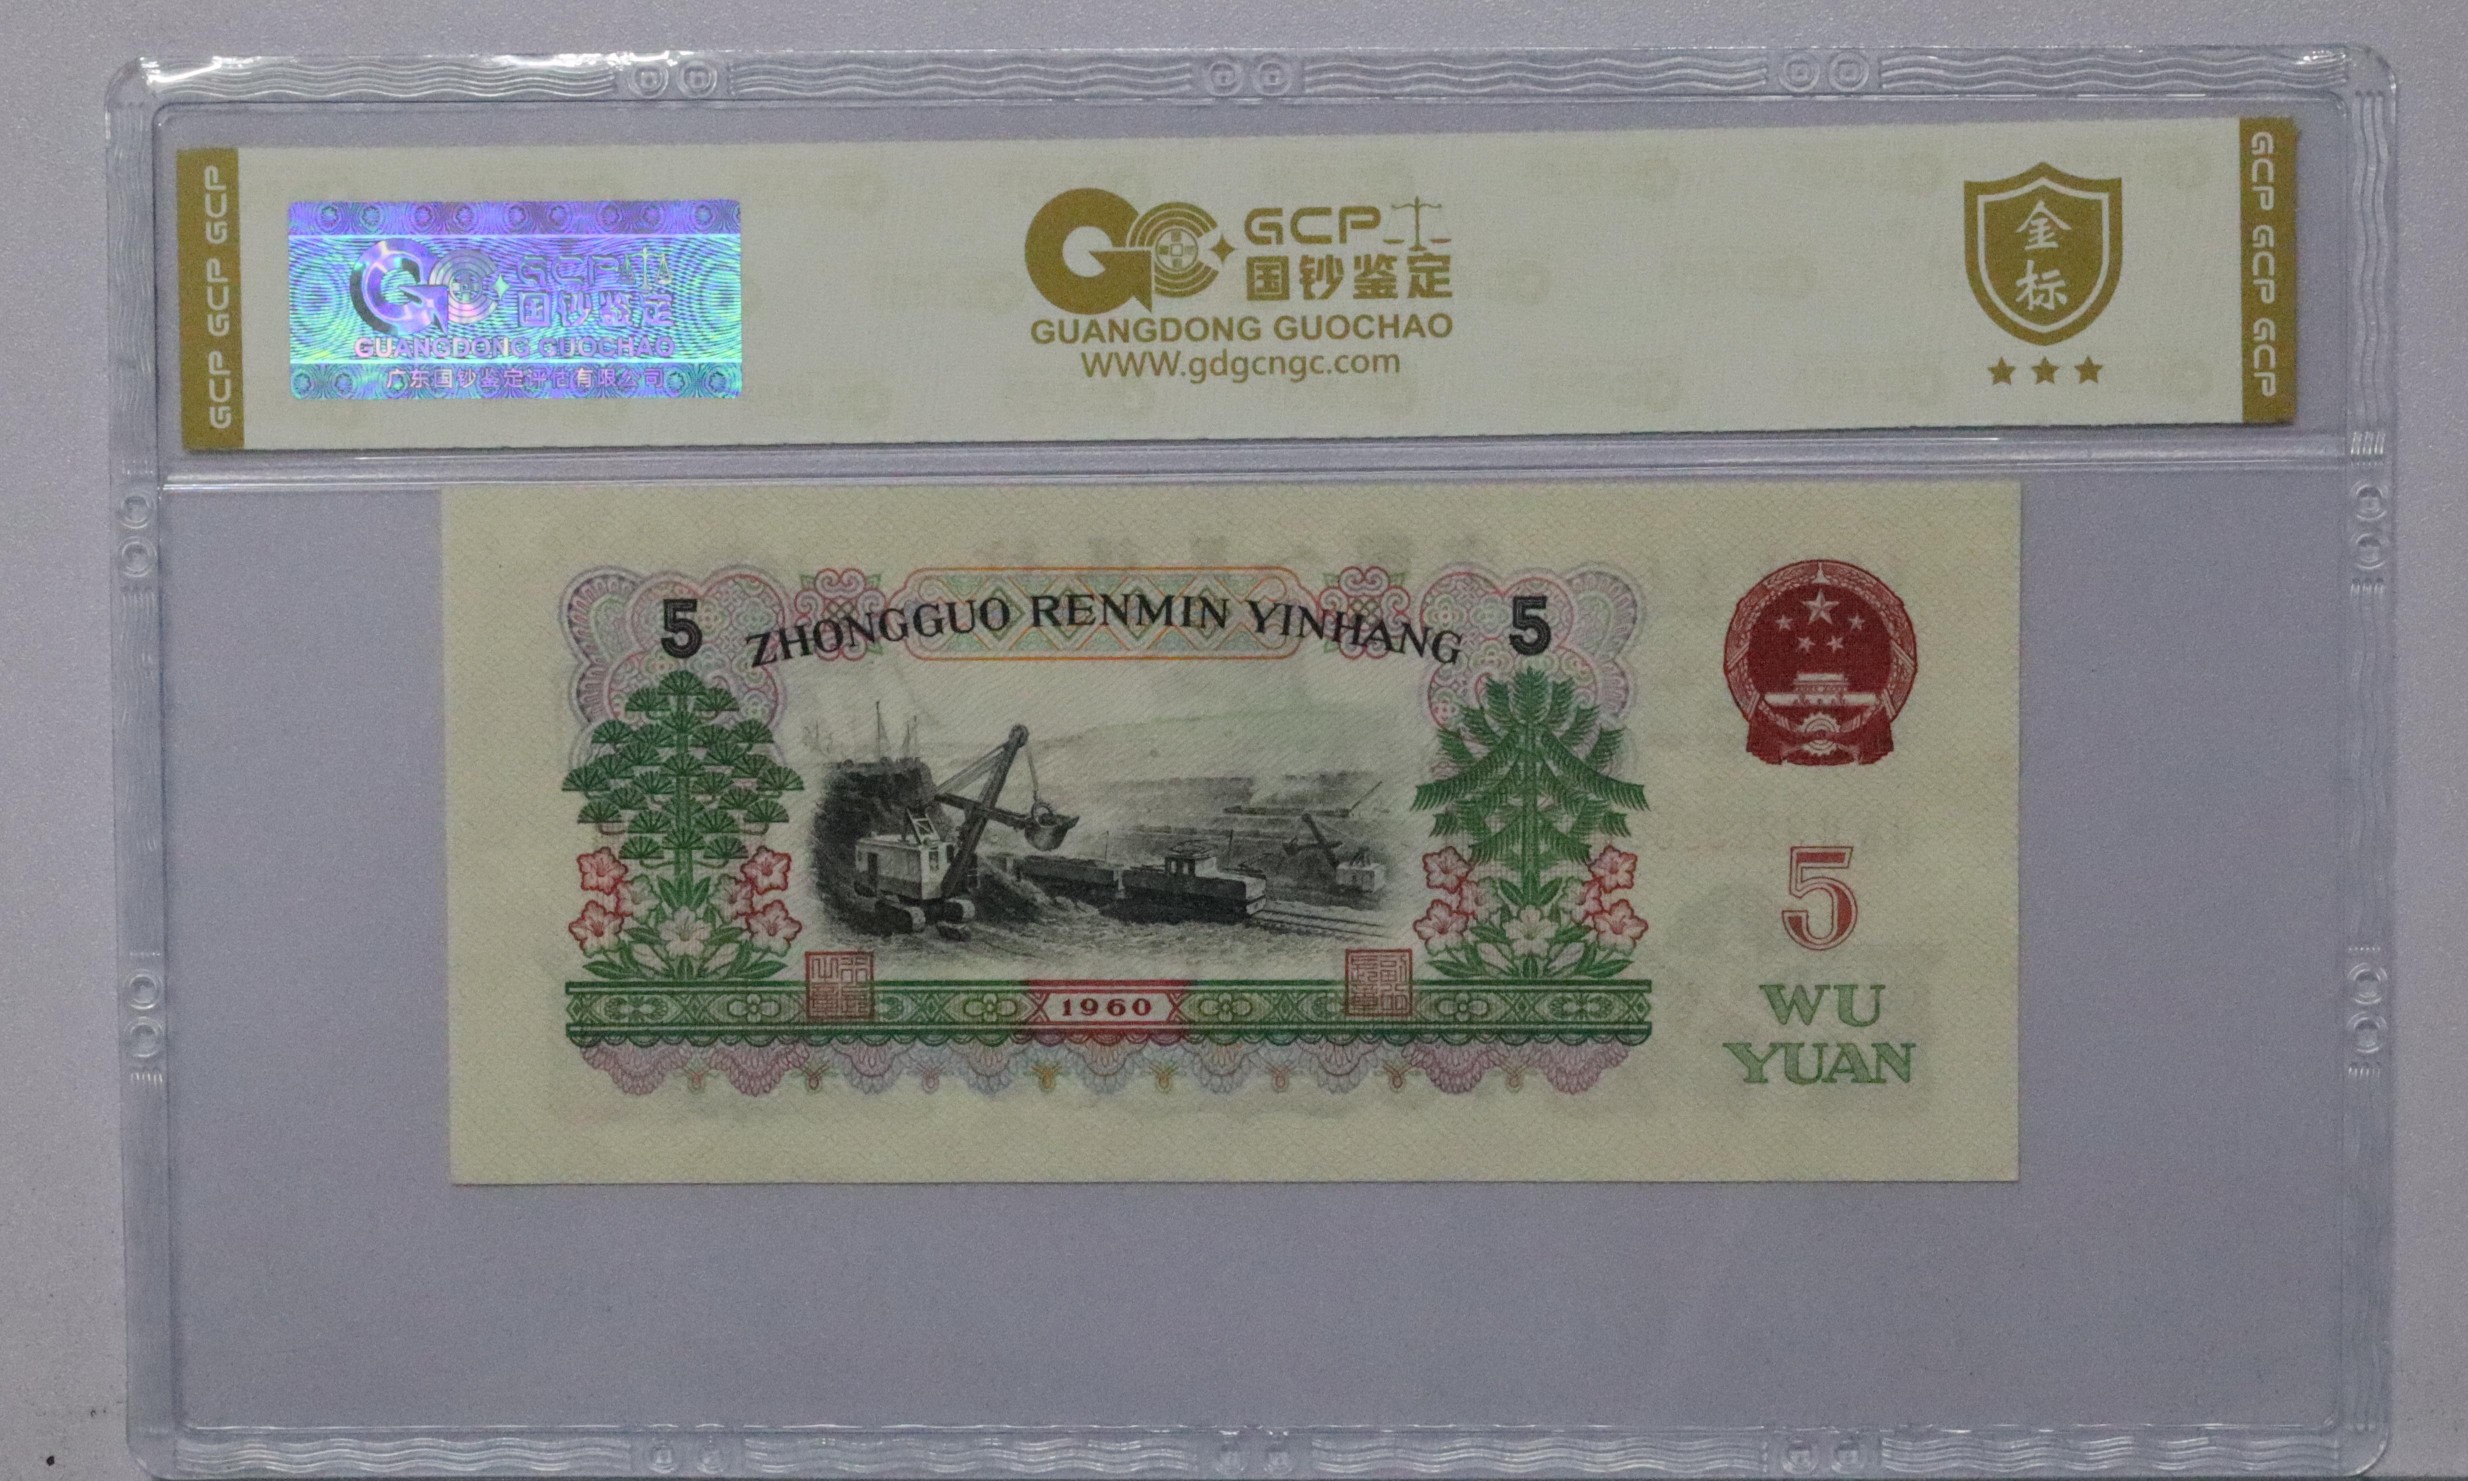 GCP GCP GCP
GCP
国钞鉴定
GUANGDONG GUOCHAO
广东国钞鉴定评估有限公司
GCP
国钞鉴定
GUANGDONG GUOCHAO
WWW.gdgcngc.com
金
标
GCP GCP GCP
5 ZHONGGUO RENMIN YINHANG 5
5
WU
YUAN
1960